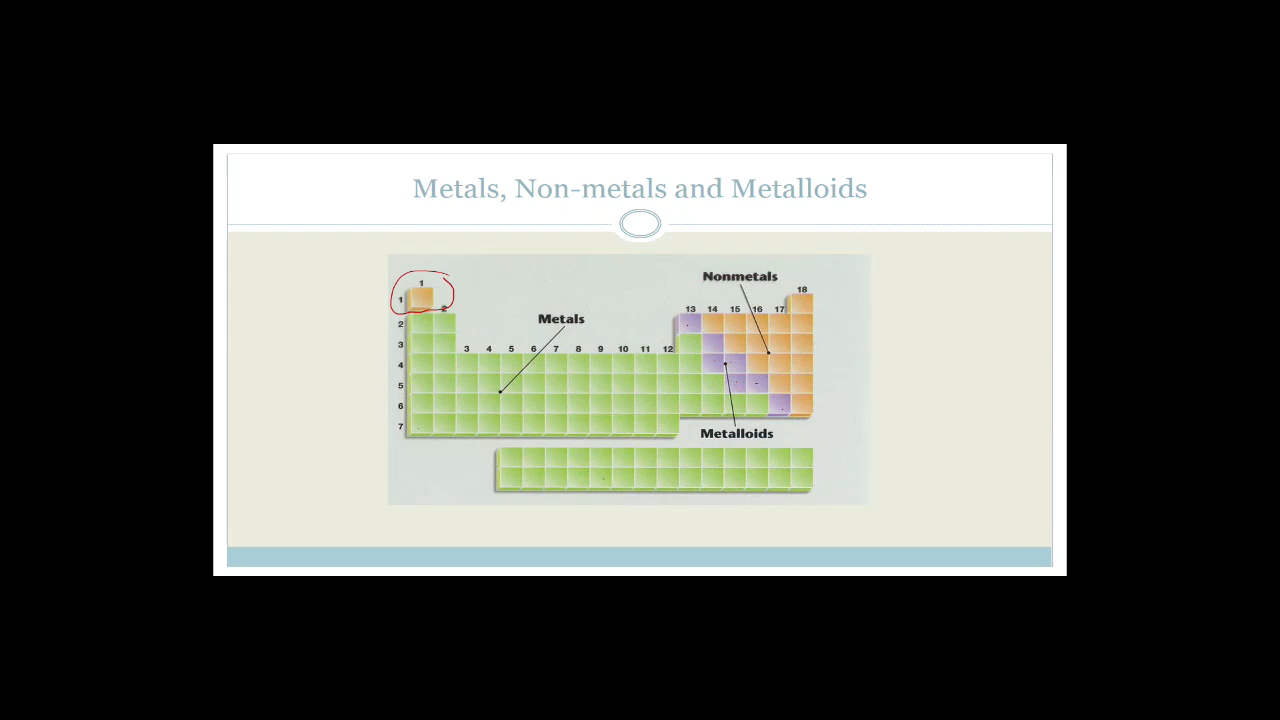 Metals, Non-metals and Metalloids
Nonmetals
1
18
1
2
13 14 15 16 17
2
Metals
3
3 4 5 6 7 8 9 10 11 12
4
5
6
7
Metalloids